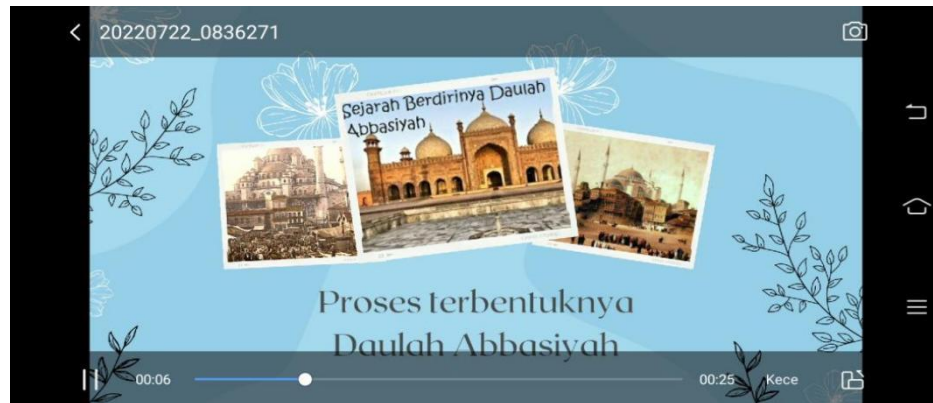 20220722_0836271
Sejarah Berdirinya Daulah
Abbasiyah
Proses terbentuknya
Daulah Abbasiyah
00:06
00:25
Kece